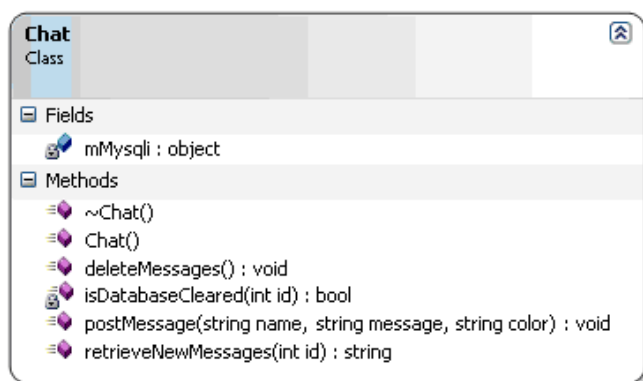 Chat
Class
Fields
mMysqli : object
Methods
~Chat()
Chat()
deleteMessages() : void
isDatabaseCleared(int id) : bool
postMessage(string name, string message, string color) : void
retrieveNewMessages(int id) : string